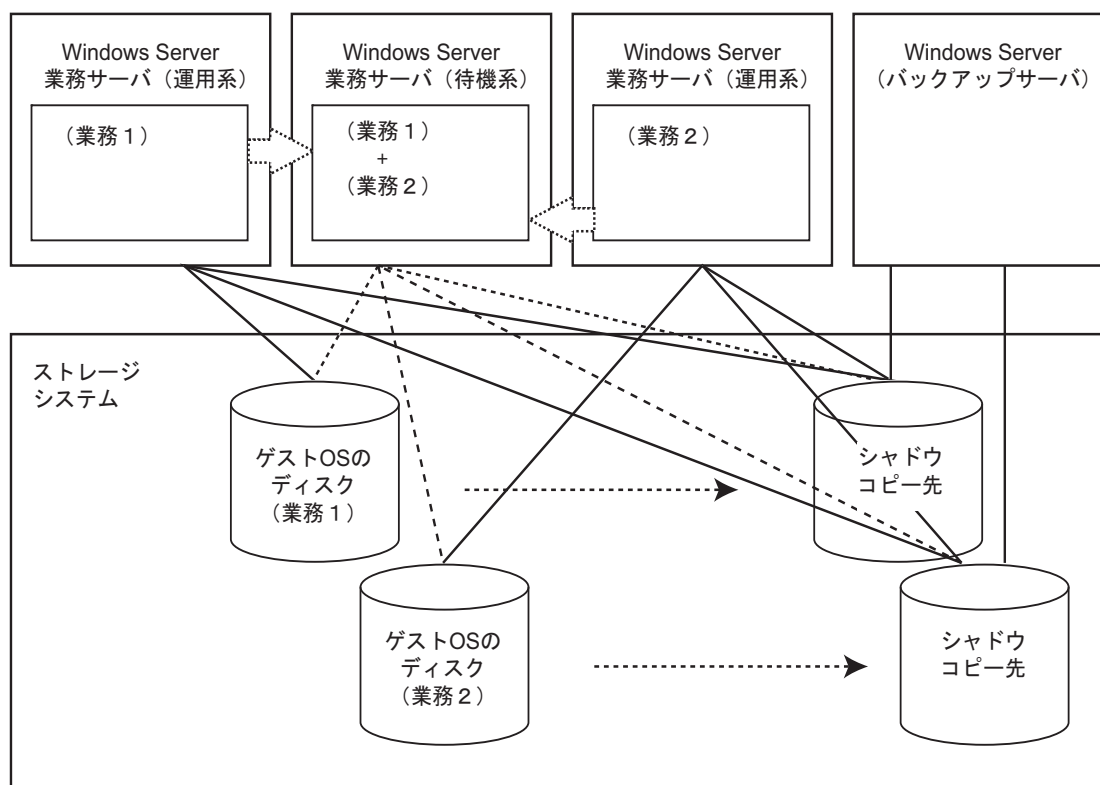 Windows Server
業務サーバ（運用系）
（業務１）
Windows Server
業務サーバ（待機系）
（業務１）
+
（業務２）
Windows Server
業務サーバ（運用系）
（業務２）
Windows Server
（バックアップサーバ）
ストレージ
システム
ゲストOSの
ディスク
（業務１）
シャドウ
コピー先
ゲストOSの
ディスク
（業務２）
シャドウ
コピー先